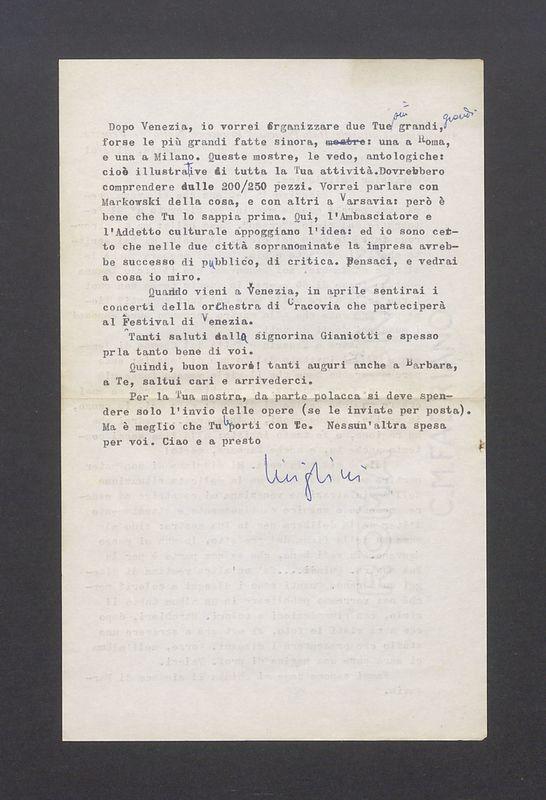 più grandi
Dopo Venezia, io vorrei organizzare due Tue grandi,
forse le più grandi fatte sinora, mostre: una a Roma,
e una a Milano. Queste mostre, le vedo, antologiche:
cioè illustrative di tutta la Tua attività.Dovrebbero
comprendere dulle 200/250 pezzi. Vorrei parlare con
Markowski della cosa, e con altri a Varsavia: però è
bene che Tu lo sappia prima. Qui, l'Ambasciatore e
l'Addetto culturale appoggiano l'idea: ed io sono cer-
to che nelle due città sopranominate la impresa avreb-
be successo di pubblico, di critica. Pensaci, e vedrai
a cosa io miro.
Quando vieni a Venezia, in aprile sentirai i
concerti della orchestra di Cracovia che parteciperà
al Festival di Venezia.
Tanti saluti dalla signorina Gianiotti e spesso
prla tanto bene di voi.
Quindi, buon lavoro! tanti auguri anche a Barbara,
a Te, saltui cari e arrivederci.
Per la Tua mostra, da parte polacca si deve spen-
dere solo l'invio delle opere (se le inviate per posta).
Ma è meglio che Tu le porti con Te. Nessun'altra spesa
per voi. Ciao e a presto